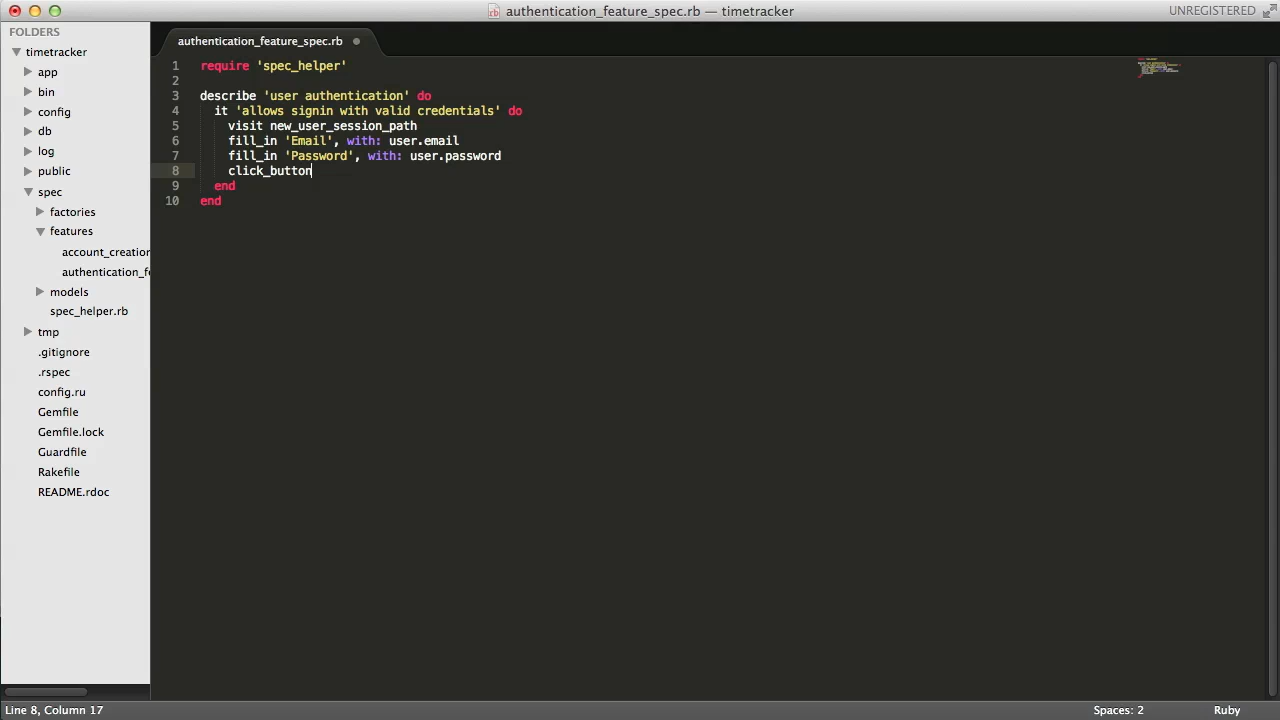 authentication_feature_spec.rb — timetracker
UNREGISTERED
FOLDERS
timetracker
app
bin
config
db
log
public
spec
factories
features
account_creation
authentication_fe
models
spec_helper.rb
tmp
.gitignore
.rspec
config.ru
Gemfile
Gemfile.lock
Guardfile
Rakefile
README.rdoc
authentication_feature_spec.rb
1 require 'spec_helper'
2
3 describe 'user authentication' do
4 it 'allows signin with valid credentials' do
5 visit new_user_session_path
6 fill_in 'Email', with: user.email
7 fill_in 'Password', with: user.password
8 click_button
9 end
10 end
Line 8, Column 17
Spaces: 2
Ruby